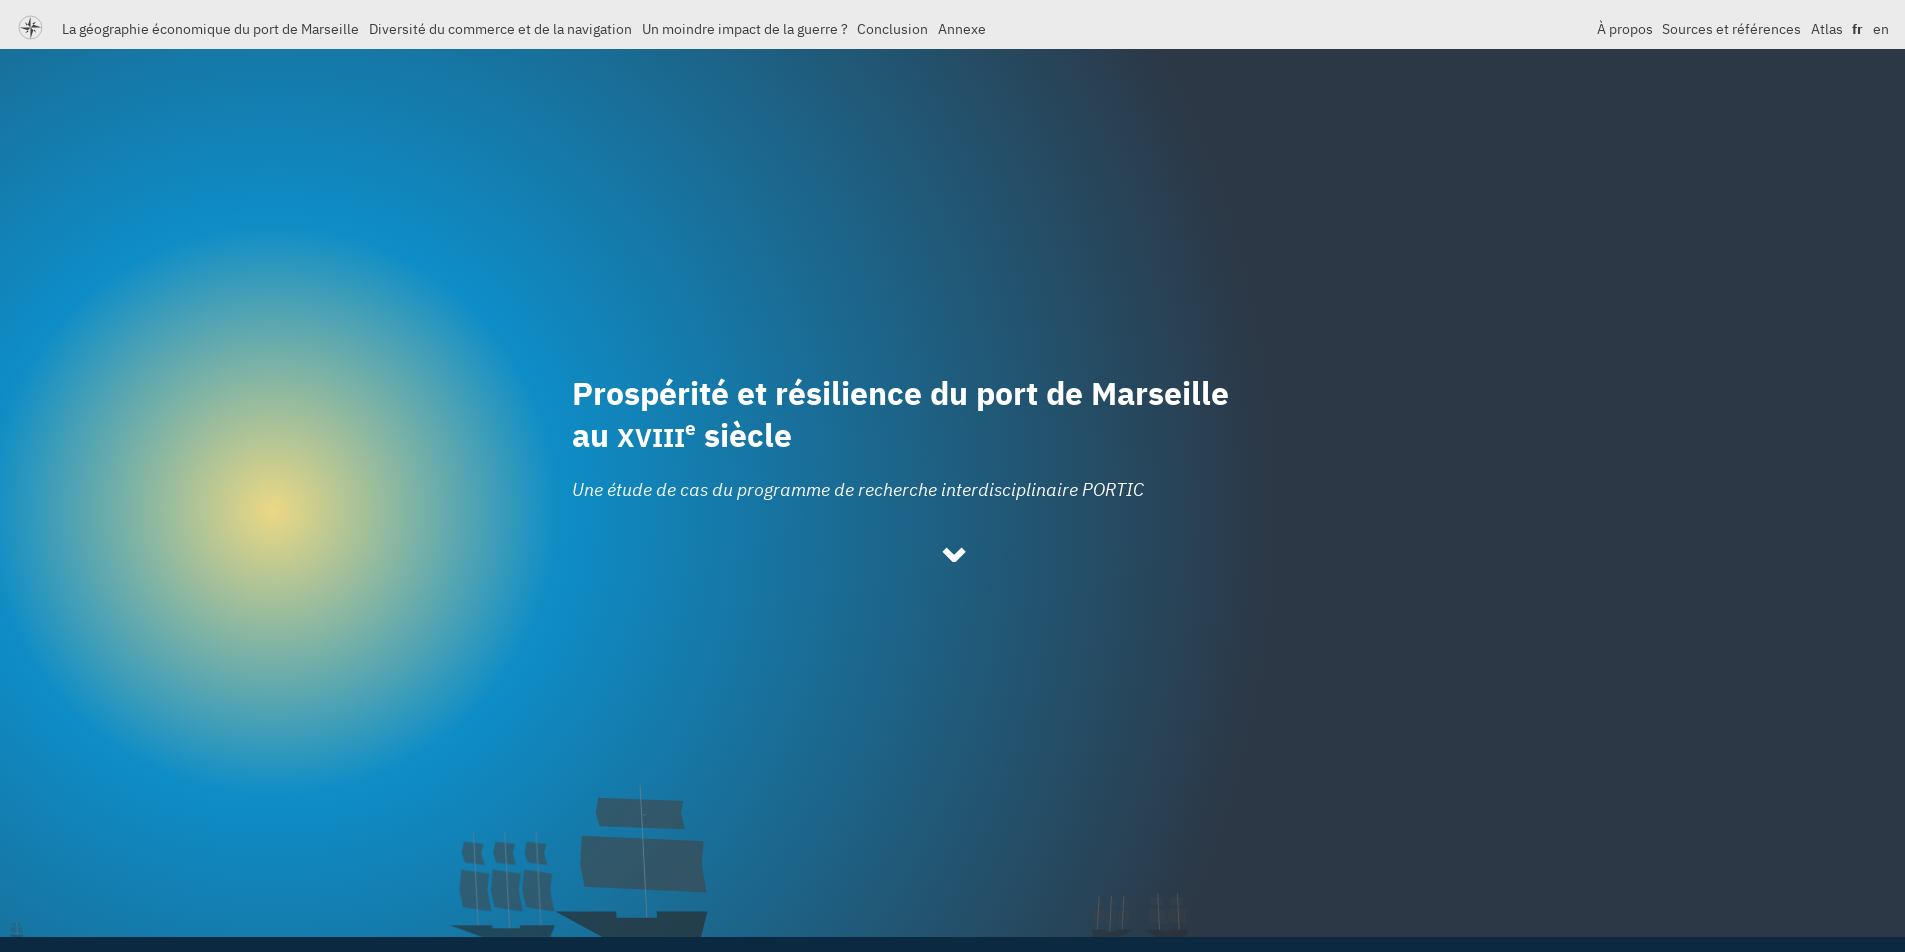 La géographie économique du port de Marseille Diversité du commerce et de la navigation Un moindre impact de la guerre ? Conclusion Annexe À propos Sources et références Atlas fr en
Prospérité et résilience du port de Marseille
au XVIIIe siècle
Une étude de cas du programme de recherche interdisciplinaire PORTIC